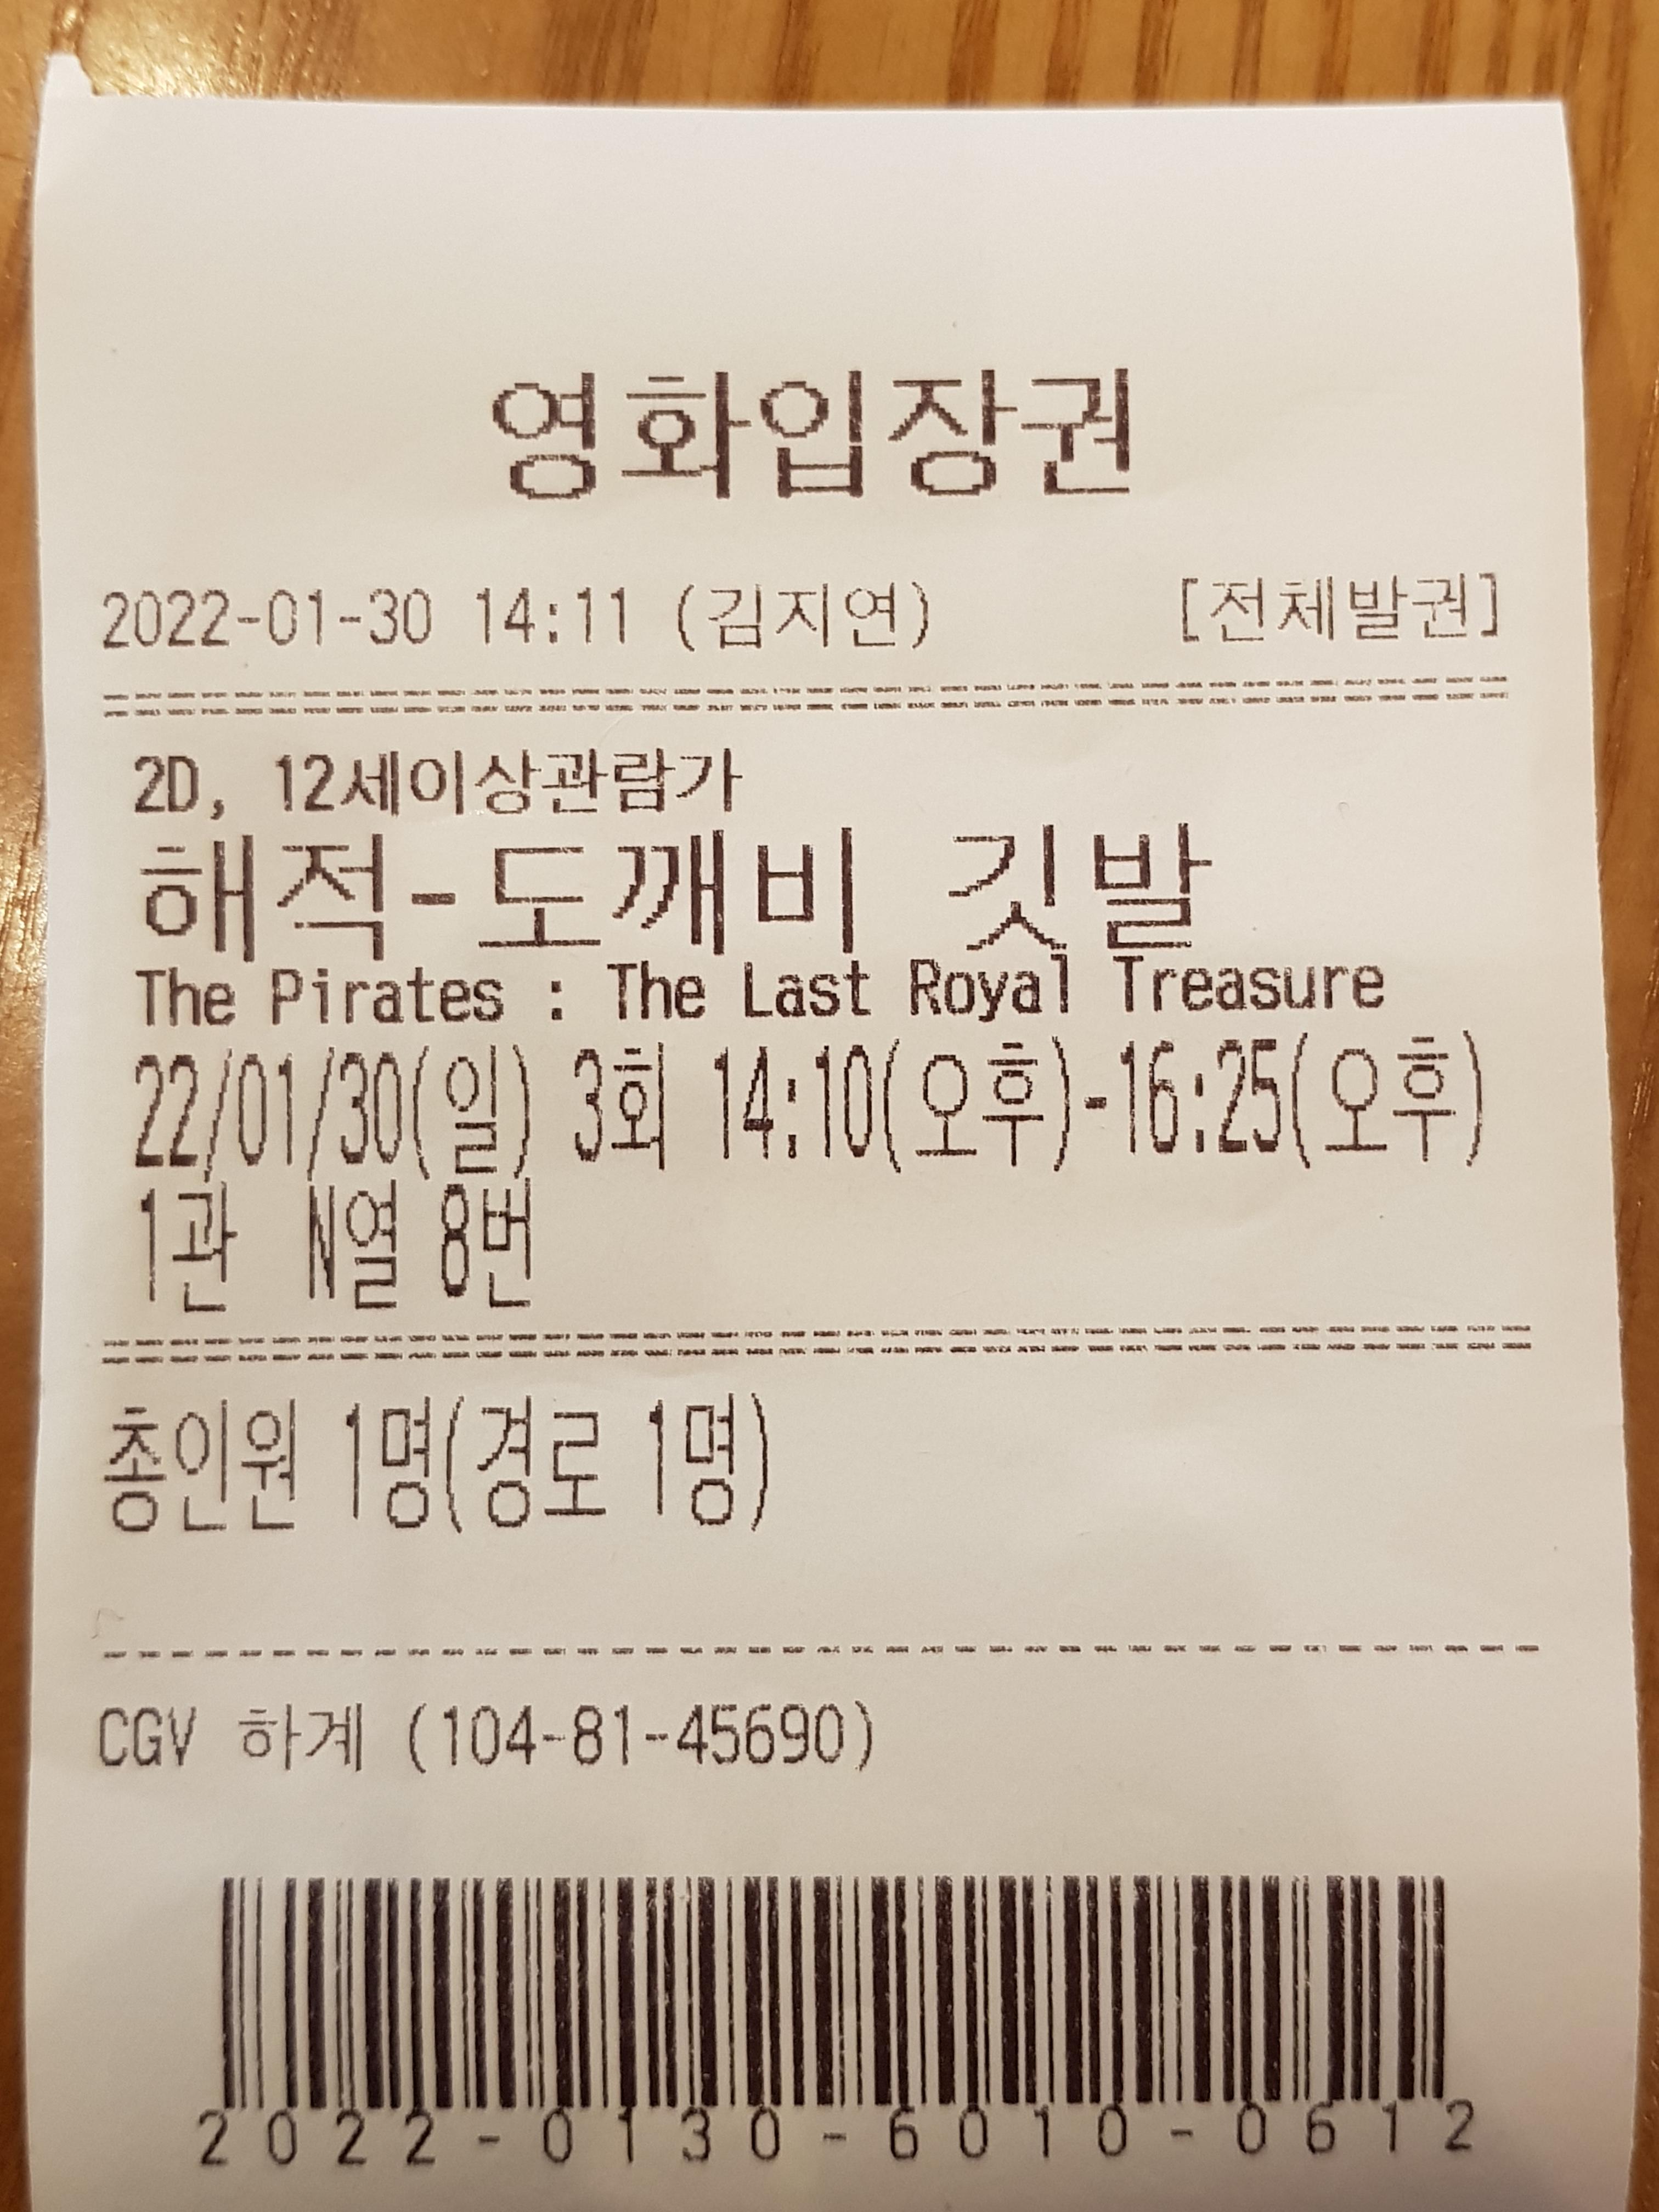 영화입장권
2022-01-30 14:11 (김지연) [전체발권]
2D, 12세이상관람가
해적-도깨비 깃발
The Pirates : The Last Royal Treasure
22/01/30(일) 3회 14:10(오후)-16:25(오후)
1관 N열 8번
총인원 1명(경로 1명)
CGV 하계 (104-81-45690)
2022-0130-6010-0612